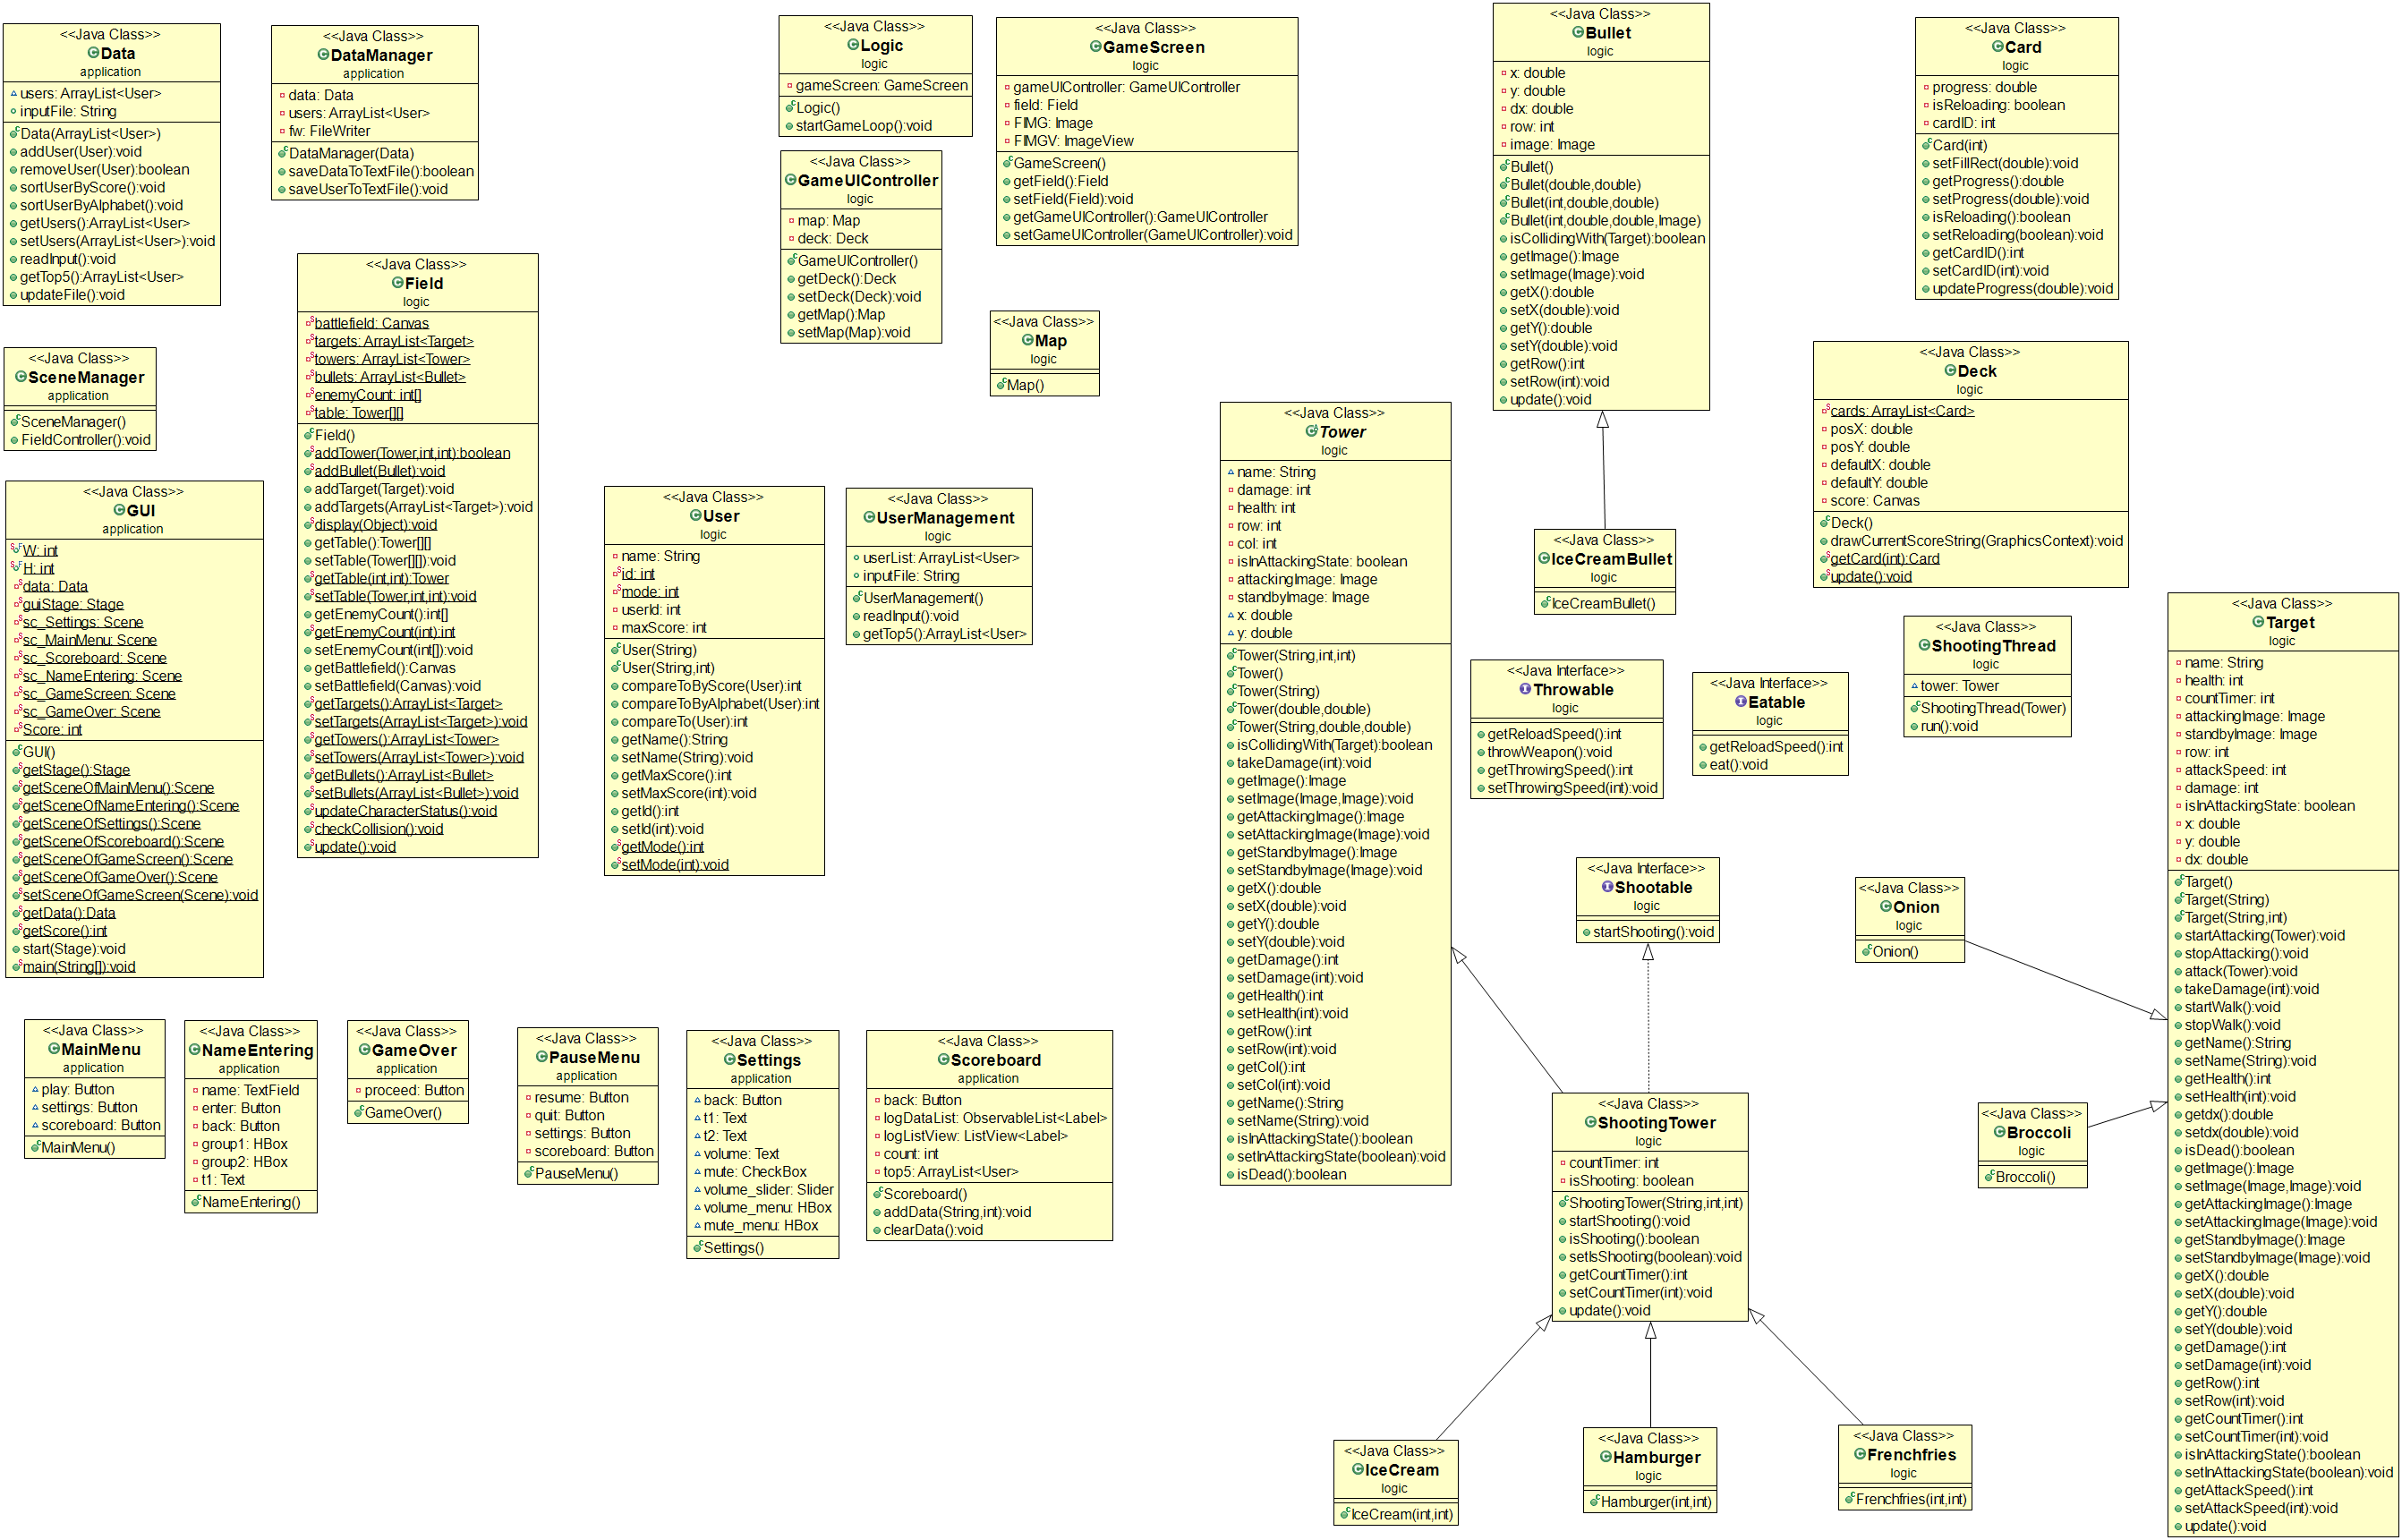 <<Java Class>>
Data
application
users: ArrayList<User>
inputFile: String
Data(ArrayList<User>)
addUser(User):void
removeUser(User):boolean
sortUserByScore():void
sortUserByAlphabet():void
getUsers():ArrayList<User>
setUsers(ArrayList<User>):void
readInput():void
getTop5():ArrayList<User>
updateFile():void
<<Java Class>>
DataManager
application
data: Data
users: ArrayList<User>
fw: FileWriter
DataManager(Data)
saveDataToTextFile():boolean
saveUserToTextFile():void
<<Java Class>>
Logic
logic
gameScreen: GameScreen
Logic()
startGameLoop():void
<<Java Class>>
GameScreen
logic
gameUIController: GameUIController
field: Field
FIMG: Image
FIMGV: ImageView
GameScreen()
getField():Field
setField(Field):void
getGameUIController():GameUIController
setGameUIController(GameUIController):void
<<Java Class>>
Bullet
logic
x: double
y: double
dx: double
row: int
image: Image
Bullet()
Bullet(double,double)
Bullet(int,double,double)
Bullet(int,double,double,Image)
isCollidingWith(Target):boolean
getImage():Image
setImage(Image):void
getX():double
setX(double):void
getY():double
setY(double):void
getRow():int
setRow(int):void
update():void
<<Java Class>>
Card
logic
progress: double
isReloading: boolean
cardID: int
Card(int)
setFillRect(double):void
getProgress():double
setProgress(double):void
isReloading():boolean
setReloading(boolean):void
getCardID():int
setCardID(int):void
updateProgress(double):void
<<Java Class>>
GameUIController
logic
map: Map
deck: Deck
GameUIController()
getDeck():Deck
setDeck(Deck):void
getMap():Map
setMap(Map):void
<<Java Class>>
Field
logic
battlefield: Canvas
targets: ArrayList<Target>
towers: ArrayList<Tower>
bullets: ArrayList<Bullet>
enemyCount: int[]
table: Tower[][]
Field()
addTower(Tower,int,int):boolean
addBullet(Bullet):void
addTarget(Target):void
addTargets(ArrayList<Target>):void
display(Object):void
getTable():Tower[][]
setTable(Tower[][]):void
getTable(int,int):Tower
setTable(Tower,int,int):void
getEnemyCount():int[]
getEnemyCount(int):int
setEnemyCount(int[]):void
getBattlefield():Canvas
setBattlefield(Canvas):void
getTargets():ArrayList<Target>
setTargets(ArrayList<Target>):void
getTowers():ArrayList<Tower>
setTowers(ArrayList<Tower>):void
getBullets():ArrayList<Bullet>
setBullets(ArrayList<Bullet>):void
updateCharacterStatus():void
checkCollision():void
update():void
<<Java Class>>
Map
logic
Map()
<<Java Class>>
SceneManager
application
SceneManager()
FieldController():void
<<Java Class>>
Deck
logic
cards: ArrayList<Card>
posX: double
posY: double
defaultX: double
defaultY: double
score: Canvas
Deck()
drawCurrentScoreString(GraphicsContext):void
getCard(int):Card
update():void
<<Java Class>>
Tower
logic
name: String
damage: int
health: int
row: int
col: int
isInAttackingState: boolean
attackingImage: Image
standbyImage: Image
x: double
y: double
Tower(String,int,int)
Tower()
Tower(String)
Tower(double,double)
Tower(String,double,double)
isCollidingWith(Target):boolean
takeDamage(int):void
getImage():Image
setImage(Image,Image):void
getAttackingImage():Image
setAttackingImage(Image):void
getStandbyImage():Image
setStandbyImage(Image):void
getX():double
setX(double):void
getY():double
setY(double):void
getDamage():int
setDamage(int):void
getHealth():int
setHealth(int):void
getRow():int
setRow(int):void
getCol():int
setCol(int):void
getName():String
setName(String):void
isInAttackingState():boolean
setInAttackingState(boolean):void
isDead():boolean
<<Java Class>>
GUI
application
W: int
H: int
data: Data
guiStage: Stage
sc_Settings: Scene
sc_MainMenu: Scene
sc_Scoreboard: Scene
sc_NameEntering: Scene
sc_GameScreen: Scene
sc_GameOver: Scene
Score: int
GUI()
getStage():Stage
getSceneOfMainMenu():Scene
getSceneOfNameEntering():Scene
getSceneOfSettings():Scene
getSceneOfScoreboard():Scene
getSceneOfGameScreen():Scene
getSceneOfGameOver():Scene
setSceneOfGameScreen(Scene):void
getData():Data
getScore():int
start(Stage):void
main(String[]):void
<<Java Class>>
User
logic
name: String
id: int
mode: int
userId: int
maxScore: int
User(String)
User(String,int)
compareToByScore(User):int
compareToByAlphabet(User):int
compareTo(User):int
getName():String
setName(String):void
getMaxScore():int
setMaxScore(int):void
getId():int
setId(int):void
getMode():int
setMode(int):void
<<Java Class>>
UserManagement
logic
userList: ArrayList<User>
inputFile: String
UserManagement()
readInput():void
getTop5():ArrayList<User>
<<Java Class>>
IceCreamBullet
logic
IceCreamBullet()
<<Java Class>>
Target
logic
name: String
health: int
countTimer: int
attackingImage: Image
standbyImage: Image
row: int
attackSpeed: int
damage: int
isInAttackingState: boolean
x: double
y: double
dx: double
Target()
Target(String)
Target(String,int)
startAttacking(Tower):void
stopAttacking():void
attack(Tower):void
takeDamage(int):void
startWalk():void
stopWalk():void
getName():String
setName(String):void
getHealth():int
setHealth(int):void
getdx():double
setdx(double):void
isDead():boolean
getImage():Image
setImage(Image,Image):void
getAttackingImage():Image
setAttackingImage(Image):void
getStandbyImage():Image
setStandbyImage(Image):void
getX():double
setX(double):void
getY():double
setY(double):void
getDamage():int
setDamage(int):void
getRow():int
setRow(int):void
getCountTimer():int
setCountTimer(int):void
isInAttackingState():boolean
setInAttackingState(boolean):void
getAttackSpeed():int
setAttackSpeed(int):void
update():void
<<Java Class>>
ShootingThread
logic
tower: Tower
ShootingThread(Tower)
run():void
<<Java Interface>>
Throwable
logic
getReloadSpeed():int
throwWeapon():void
getThrowingSpeed():int
setThrowingSpeed(int):void
<<Java Interface>>
Eatable
logic
getReloadSpeed():int
eat():void
<<Java Interface>>
Shootable
logic
startShooting():void
<<Java Class>>
Onion
logic
Onion()
<<Java Class>>
MainMenu
application
play: Button
settings: Button
scoreboard: Button
MainMenu()
<<Java Class>>
NameEntering
application
name: TextField
enter: Button
back: Button
group1: HBox
group2: HBox
t1: Text
NameEntering()
<<Java Class>>
GameOver
application
proceed: Button
GameOver()
<<Java Class>>
PauseMenu
application
resume: Button
quit: Button
settings: Button
scoreboard: Button
PauseMenu()
<<Java Class>>
Settings
application
back: Button
t1: Text
t2: Text
volume: Text
mute: CheckBox
volume_slider: Slider
volume_menu: HBox
mute_menu: HBox
Settings()
<<Java Class>>
Scoreboard
application
back: Button
logDataList: ObservableList<Label>
logListView: ListView<Label>
count: int
top5: ArrayList<User>
Scoreboard()
addData(String,int):void
clearData():void
<<Java Class>>
ShootingTower
logic
countTimer: int
isShooting: boolean
ShootingTower(String,int,int)
startShooting():void
isShooting():boolean
setIsShooting(boolean):void
getCountTimer():int
setCountTimer(int):void
update():void
<<Java Class>>
Broccoli
logic
Broccoli()
<<Java Class>>
IceCream
logic
IceCream(int,int)
<<Java Class>>
Hamburger
logic
Hamburger(int,int)
<<Java Class>>
Frenchfries
logic
Frenchfries(int,int)